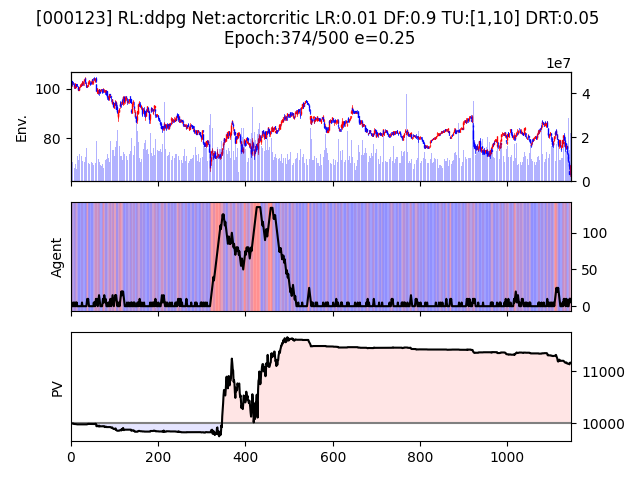 [000123] RL:ddpg Net:actorcritic LR:0.01 DF:0.9 TU:[1,10] DRT:0.05
Epoch:374/500 e=0.25
1e7
Env.
100
80
4
2
0
Agent
100
50
0
PV
11000
10000
0 200 400 600 800 1000